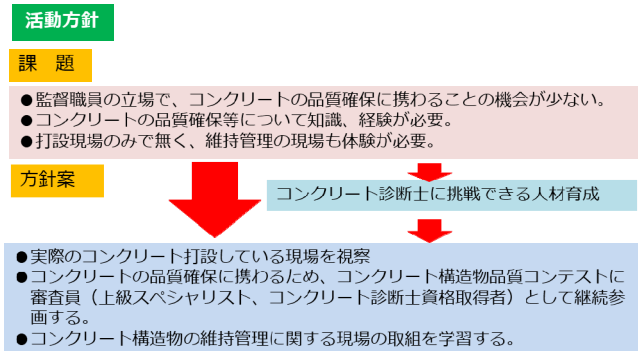 活動方針
課　題
●監督職員の立場で、コンクリートの品質確保に携わることの機会が少ない。
●コンクリートの品質確保等について知識、経験が必要。
●打設現場のみで無く、維持管理の現場も体験が必要。
方針案
コンクリート診断士に挑戦できる人材育成
●実際のコンクリート打設している現場を視察
●コンクリートの品質確保に携わるため、コンクリート構造物品質コンテストに
審査員（上級スペシャリスト、コンクリート診断士資格取得者）として継続参
画する。
●コンクリート構造物の維持管理に関する現場の取組を学習する。